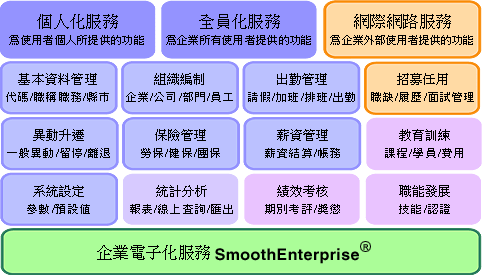 個人化服務
為使用者個人所提供的功能
全員化服務
為企業所有使用者提供的功能
網際網路服務
為企業外部使用者提供的功能
基本資料管理
代碼/職稱職務/縣市
組織編制
企業/公司/部門/員工
出勤管理
請假/加班/排班/出勤
招募任用
職缺/履歷/面試管理
異動升遷
一般異動/留停/離退
保險管理
勞保/健保/團保
薪資管理
薪資結算/帳務
教育訓練
課程/學員/費用
系統設定
參數/預設值
統計分析
報表/線上查詢/匯出
績效考核
期別考評/獎懲
職能發展
技能/認證
企業電子化服務 SmoothEnterprise®